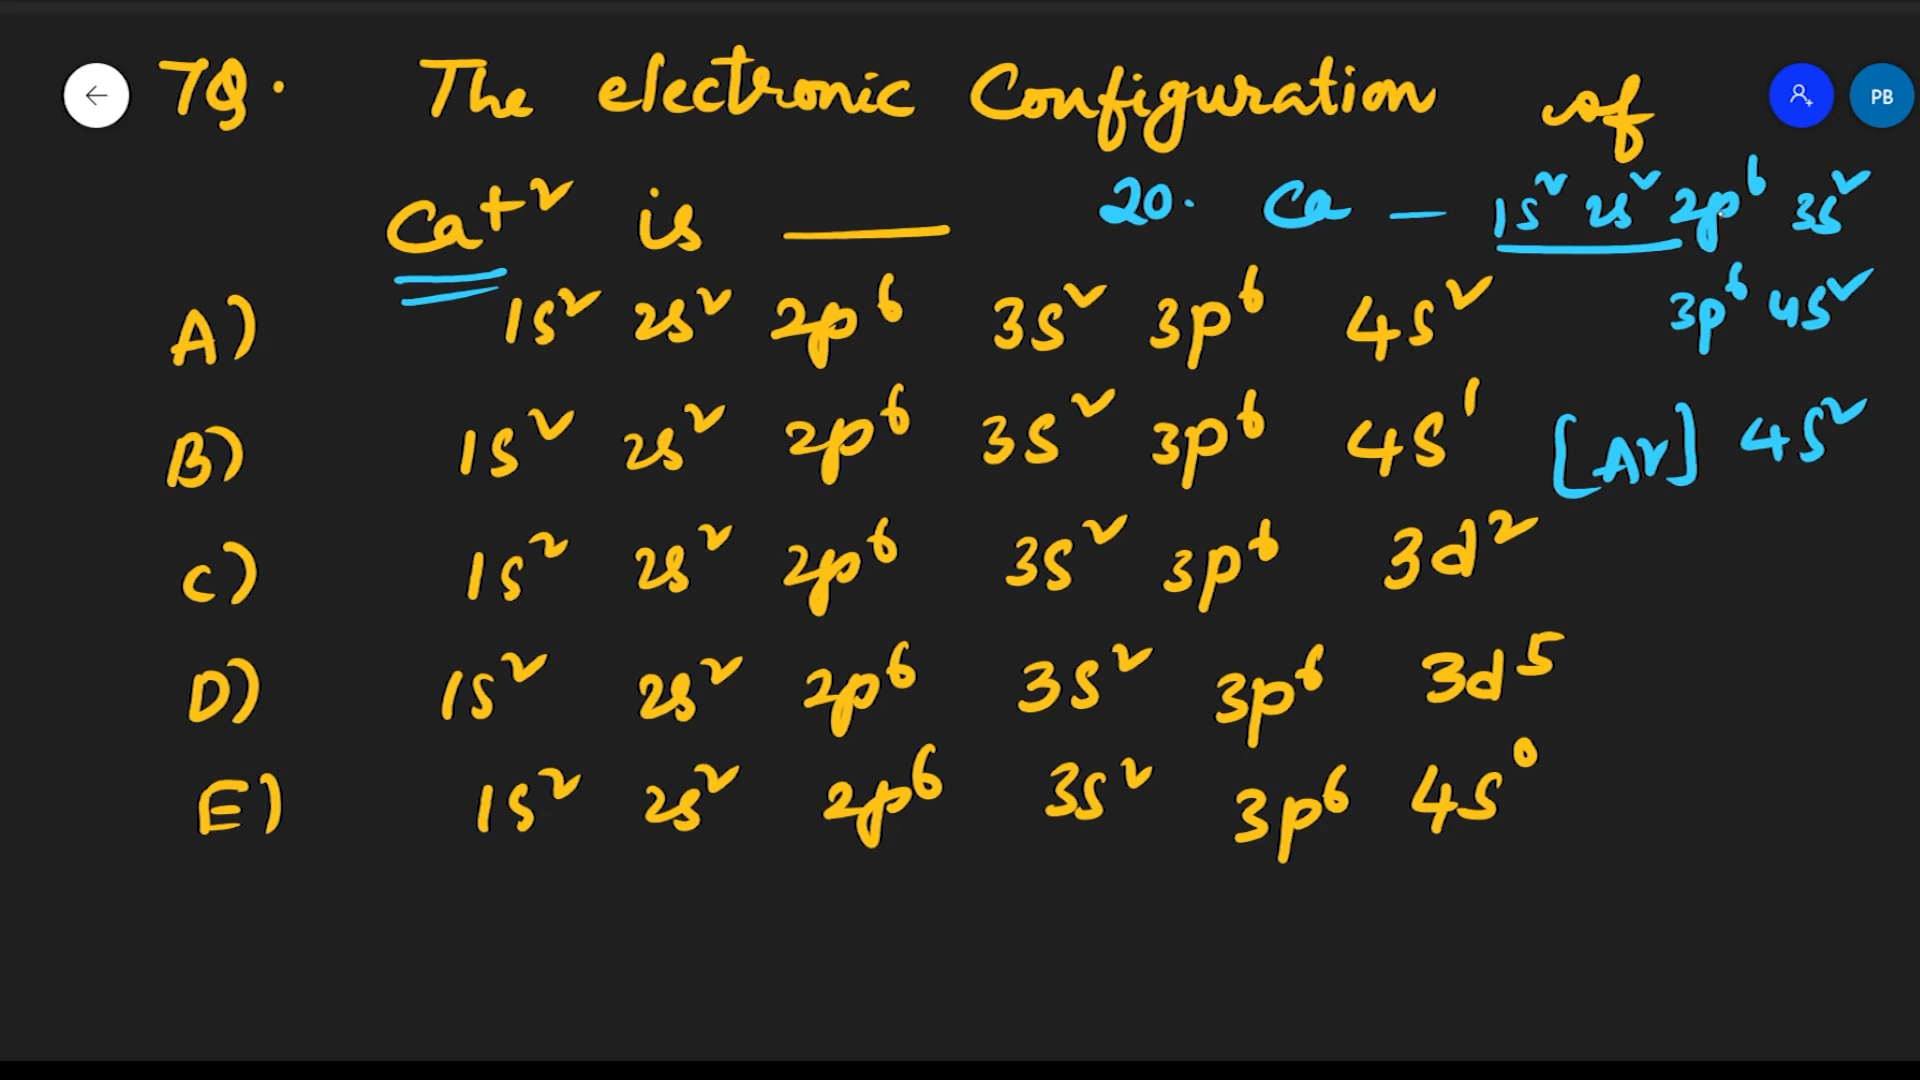 7Q. The electronic Configuration of
PB
Ca⁺² is ____ 20. Ca — 1s² 2s² 2p⁶ 3s²
3p⁶ 4s²
A) 1s² 2s² 2p⁶ 3s² 3p⁶ 4s²
B) 1s² 2s² 2p⁶ 3s² 3p⁶ 4s¹ [Ar] 4s²
C) 1s² 2s² 2p⁶ 3s² 3p⁶ 3d²
D) 1s² 2s² 2p⁶ 3s² 3p⁶ 3d⁵
E) 1s² 2s² 2p⁶ 3s² 3p⁶ 4s⁰